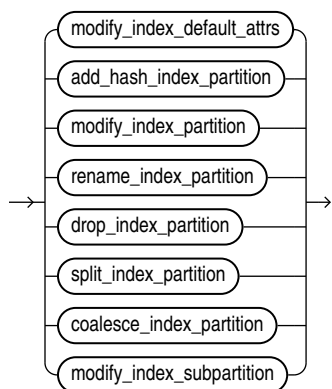 modify_index_default_attrs
add_hash_index_partition
modify_index_partition
rename_index_partition
drop_index_partition
split_index_partition
coalesce_index_partition
modify_index_subpartition